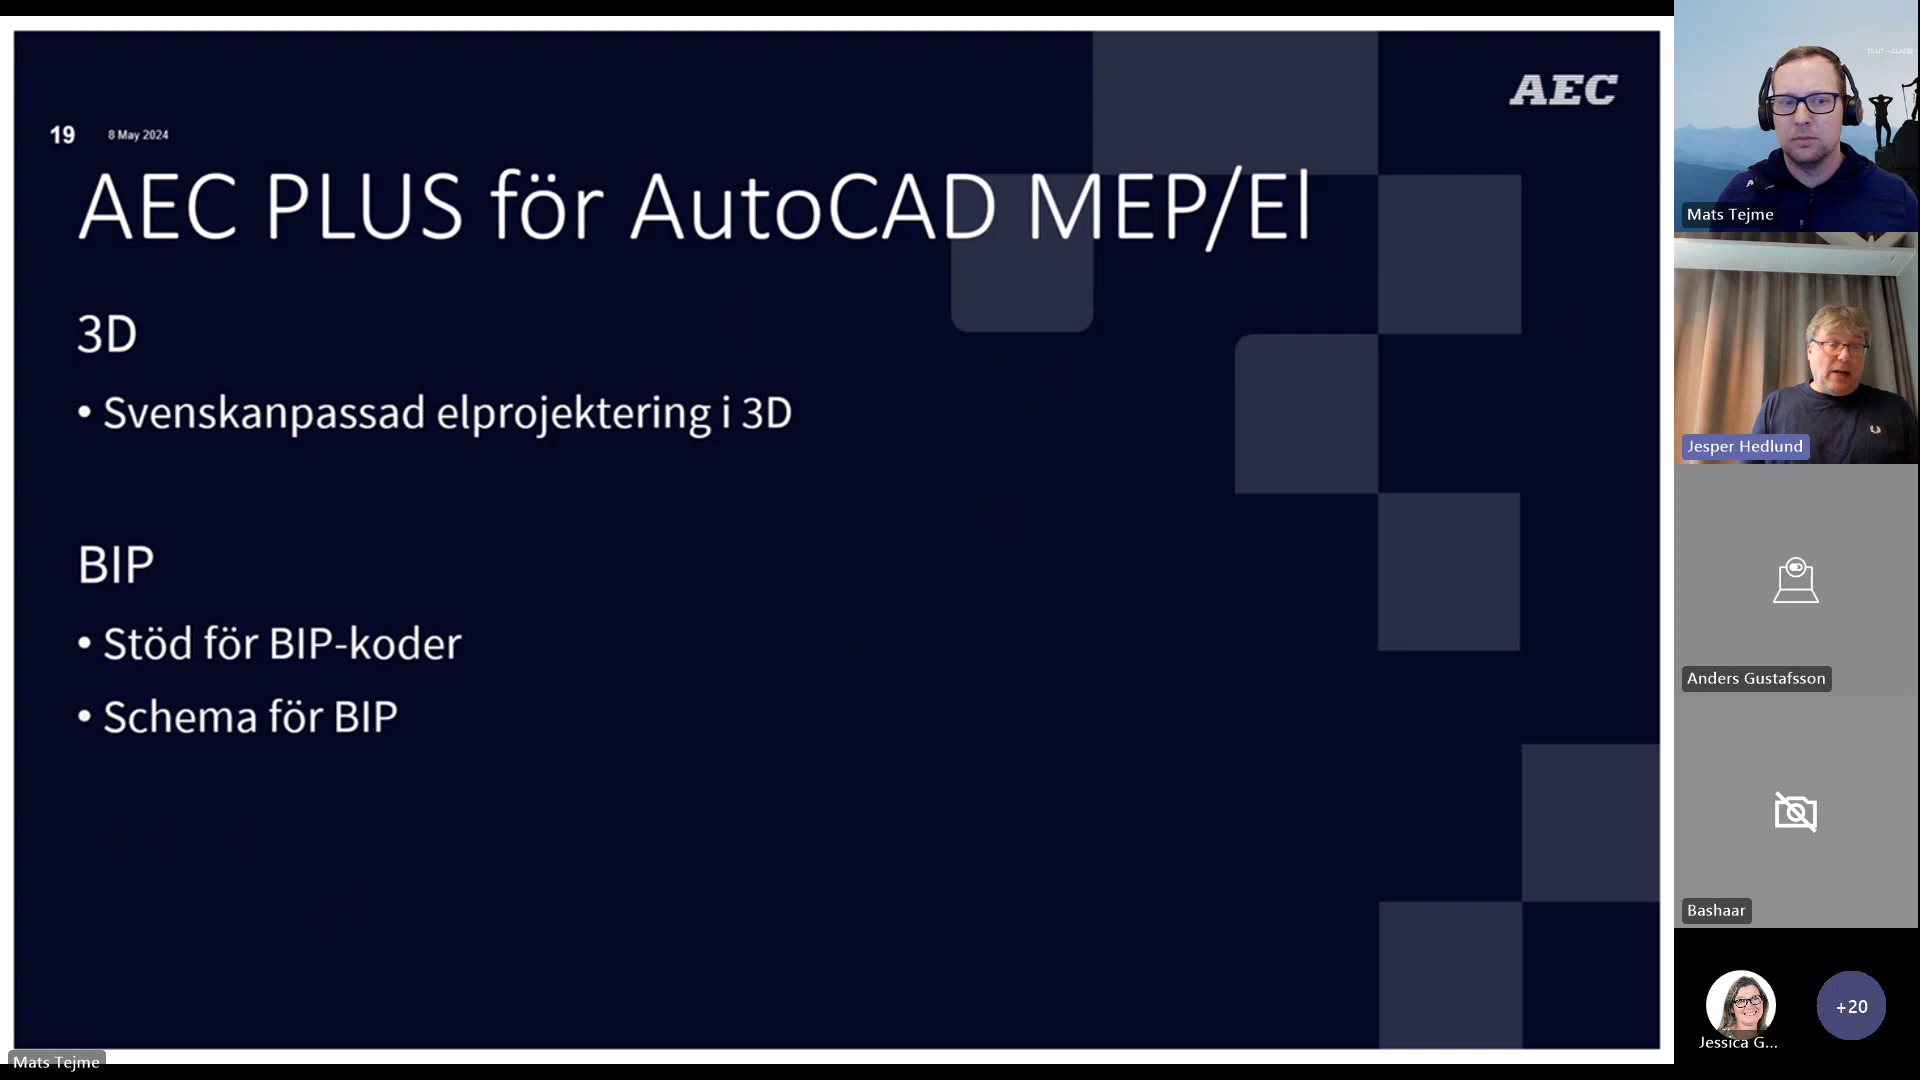 AEC
19 8 May 2024
AEC PLUS för AutoCAD MEP/El
3D
• Svenskanpassad elprojektering i 3D
BIP
• Stöd för BIP-koder
• Schema för BIP
Mats Tejme
Mats Tejme
Jesper Hedlund
Anders Gustafsson
Bashaar
Jessica G...
+20